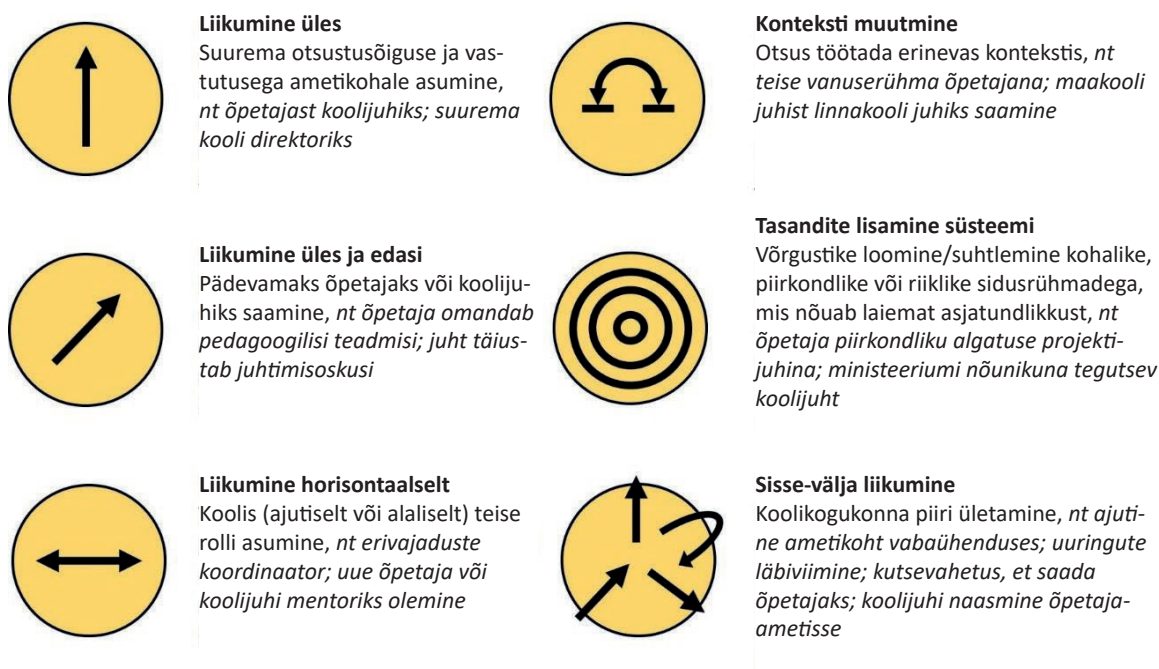 Liikumine üles
Suurema otsustusõiguse ja vas-
tutusega ametikohale asumine,
nt õpetajast koolijuhiks; suurema
kooli direktoriks
Liikumine üles ja edasi
Pädevamaks õpetajaks või kooliju-
hiks saamine, nt õpetaja omandab
pedagoogilisi teadmisi; juht täius-
tab juhtimisoskusi
Liikumine horisontaalselt
Koolis (ajutiselt või alaliselt) teise
rolli asumine, nt erivajaduste
koordinaator; uue õpetaja või
koolijuhi mentoriks olemine
Konteksti muutmine
Otsus töötada erinevas kontekstis, nt
teise vanuserühma õpetajana; maakooli
juhist linnakooli juhiks saamine
Tasandite lisamine süsteemi
Võrgustike loomine/suhtlemine kohalike,
piirkondlike või riiklike sidusrühmadega,
mis nõuab laiemat asjatundlikkust, nt
õpetaja piirkondliku algatuse projekti-
juhina; ministeeriumi nõunikuna tegutsev
koolijuht
Sisse-välja liikumine
Koolikogukonna piiri ületamine, nt ajuti-
ne ametikoht vabaühenduses; uuringute
läbiviimine; kutsevahetus, et saada
õpetajaks; koolijuhi naasmine õpetaja-
ametisse